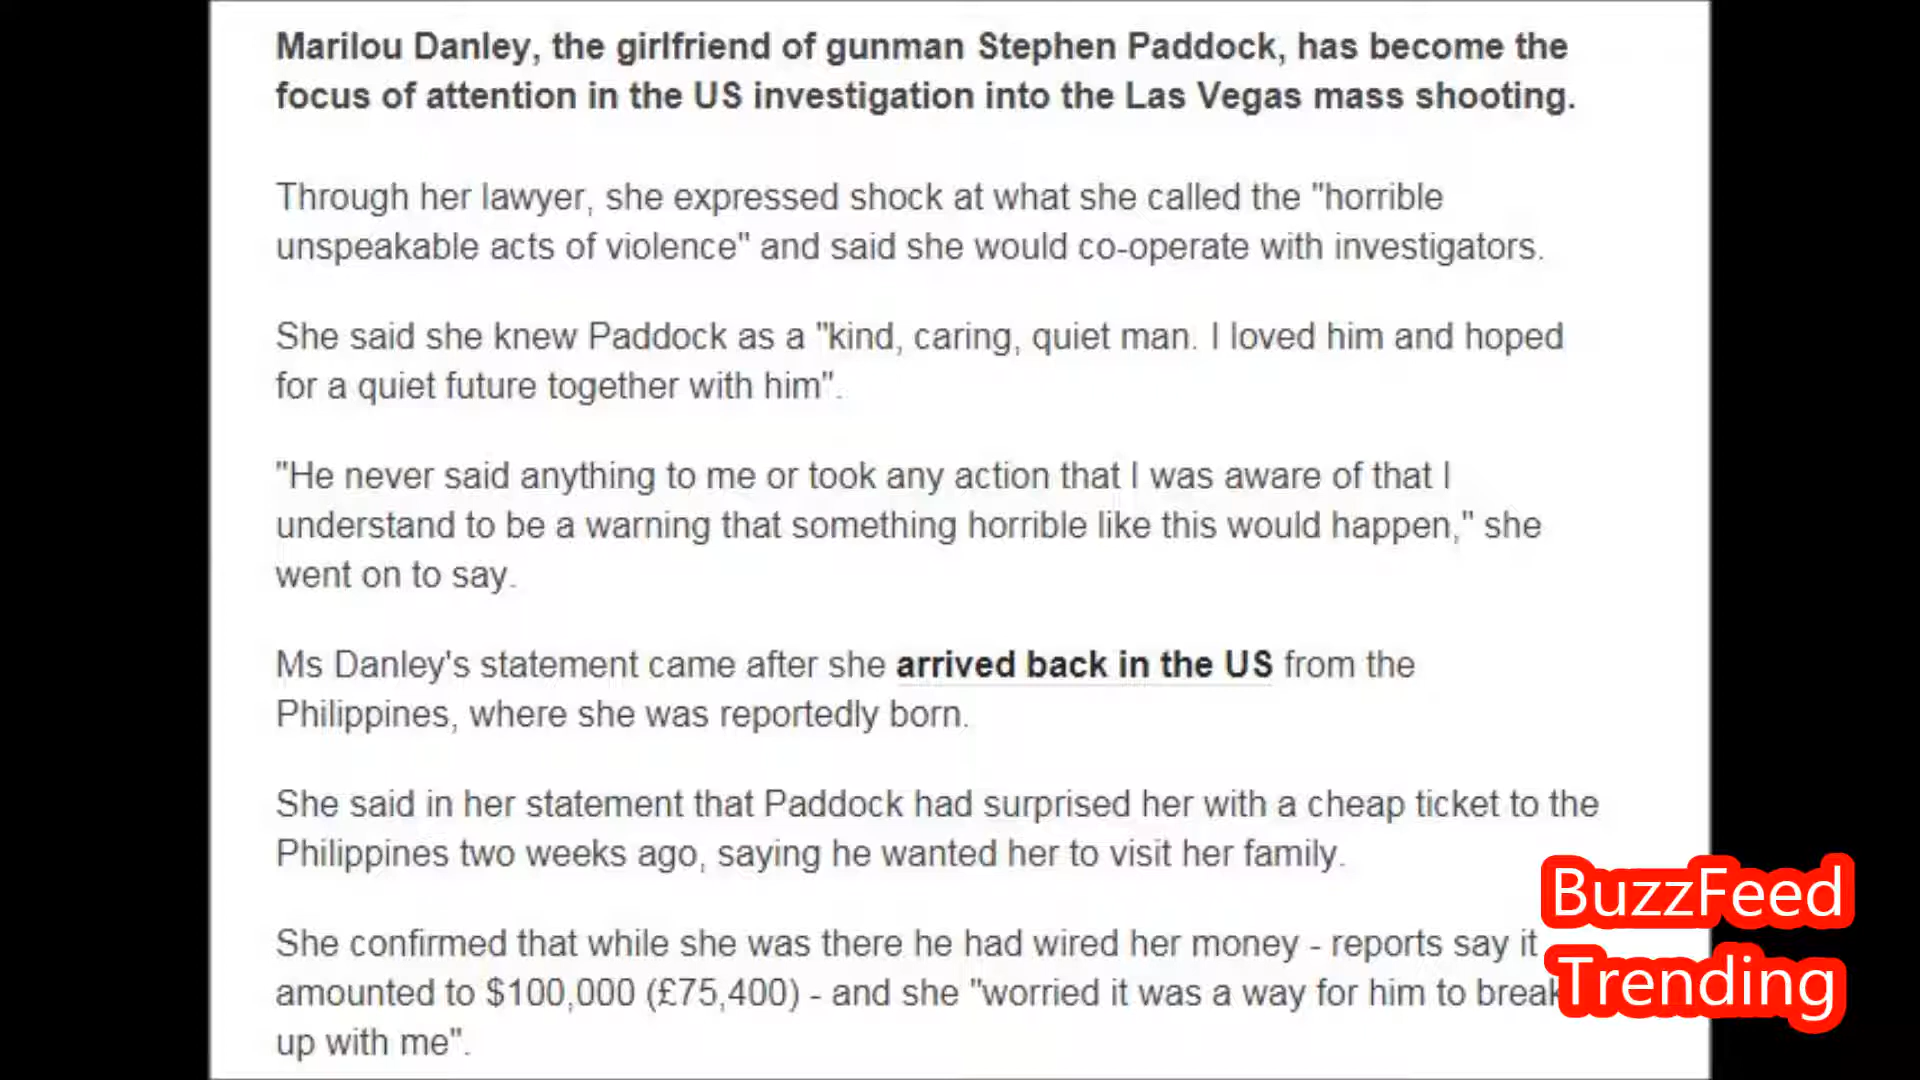 Marilou Danley, the girlfriend of gunman Stephen Paddock, has become the
focus of attention in the US investigation into the Las Vegas mass shooting.
Through her lawyer, she expressed shock at what she called the "horrible
unspeakable acts of violence" and said she would co-operate with investigators.
She said she knew Paddock as a "kind, caring, quiet man. I loved him and hoped
for a quiet future together with him".
"He never said anything to me or took any action that I was aware of that I
understand to be a warning that something horrible like this would happen," she
went on to say.
Ms Danley's statement came after she arrived back in the US from the
Philippines, where she was reportedly born.
She said in her statement that Paddock had surprised her with a cheap ticket to the
Philippines two weeks ago, saying he wanted her to visit her family.
She confirmed that while she was there he had wired her money - reports say it
amounted to $100,000 (£75,400) - and she "worried it was a way for him to break
up with me".
BuzzFeed
Trending